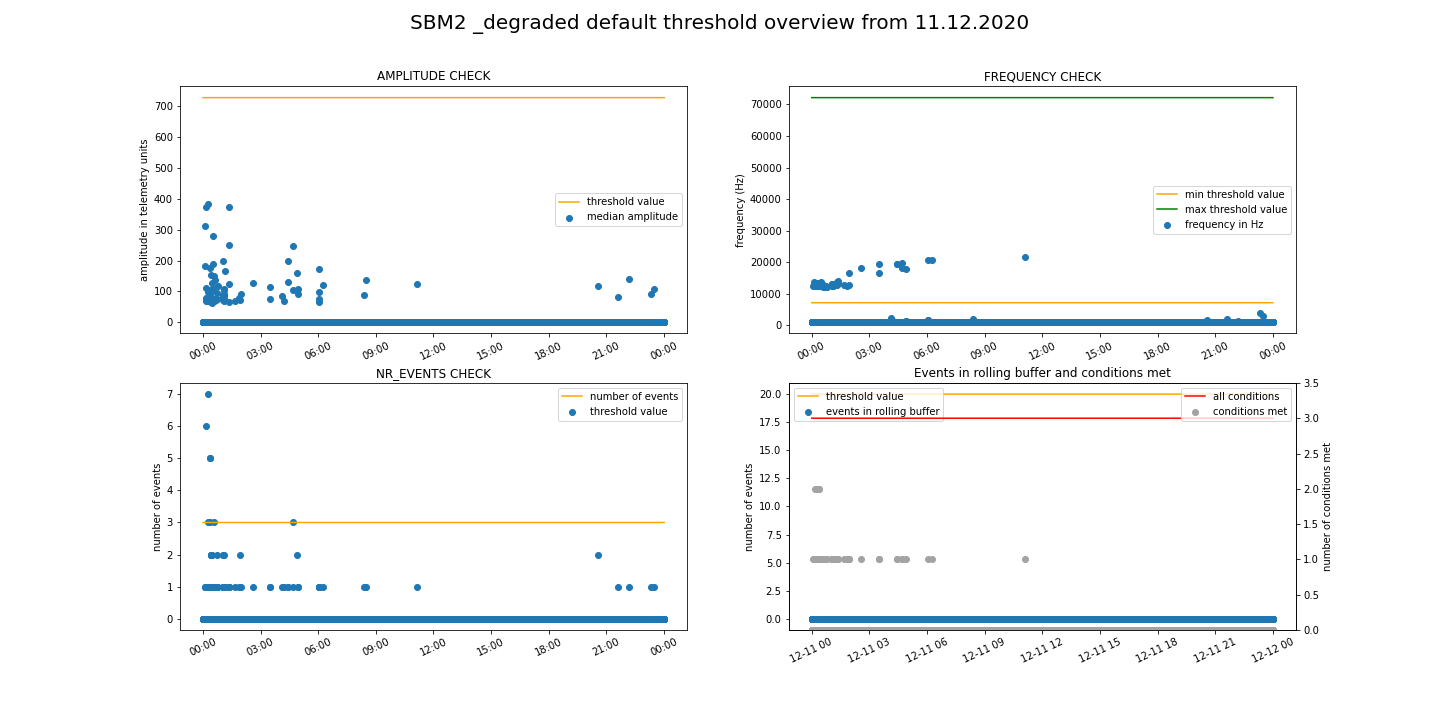 SBM2 _degraded default threshold overview from 11.12.2020
AMPLITUDE CHECK
amplitude in telemetry units
700
600
500
400
300
200
100
0
threshold value
median amplitude
00:00 03:00 06:00 09:00 12:00 15:00 18:00 21:00 00:00
FREQUENCY CHECK
frequency (Hz)
70000
60000
50000
40000
30000
20000
10000
0
min threshold value
max threshold value
frequency in Hz
00:00 03:00 06:00 09:00 12:00 15:00 18:00 21:00 00:00
NR_EVENTS CHECK
number of events
7
6
5
4
3
2
1
0
number of events
threshold value
00:00 03:00 06:00 09:00 12:00 15:00 18:00 21:00 00:00
Events in rolling buffer and conditions met
number of events
20.0
17.5
15.0
12.5
10.0
7.5
5.0
2.5
0.0
threshold value
events in rolling buffer
all conditions
conditions met
3.5
3.0
2.5
2.0
1.5
1.0
0.5
0.0
number of conditions met
12-11 00 12-11 03 12-11 06 12-11 09 12-11 12 12-11 15 12-11 18 12-11 21 12-12 00